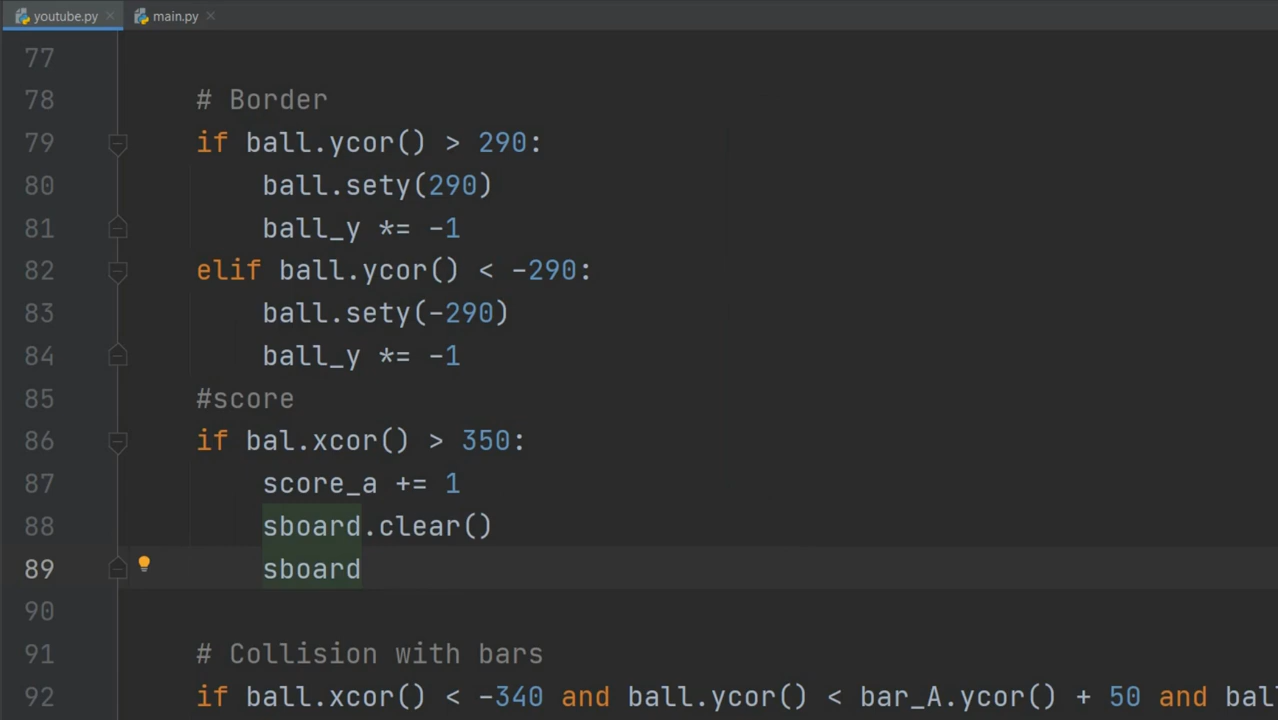 youtube.py main.py
77
78 # Border
79 if ball.ycor() > 290:
80 ball.sety(290)
81 ball_y *= -1
82 elif ball.ycor() < -290:
83 ball.sety(-290)
84 ball_y *= -1
85 #score
86 if bal.xcor() > 350:
87 score_a += 1
88 sboard.clear()
89 sboard
90
91 # Collision with bars
92 if ball.xcor() < -340 and ball.ycor() < bar_A.ycor() + 50 and bal